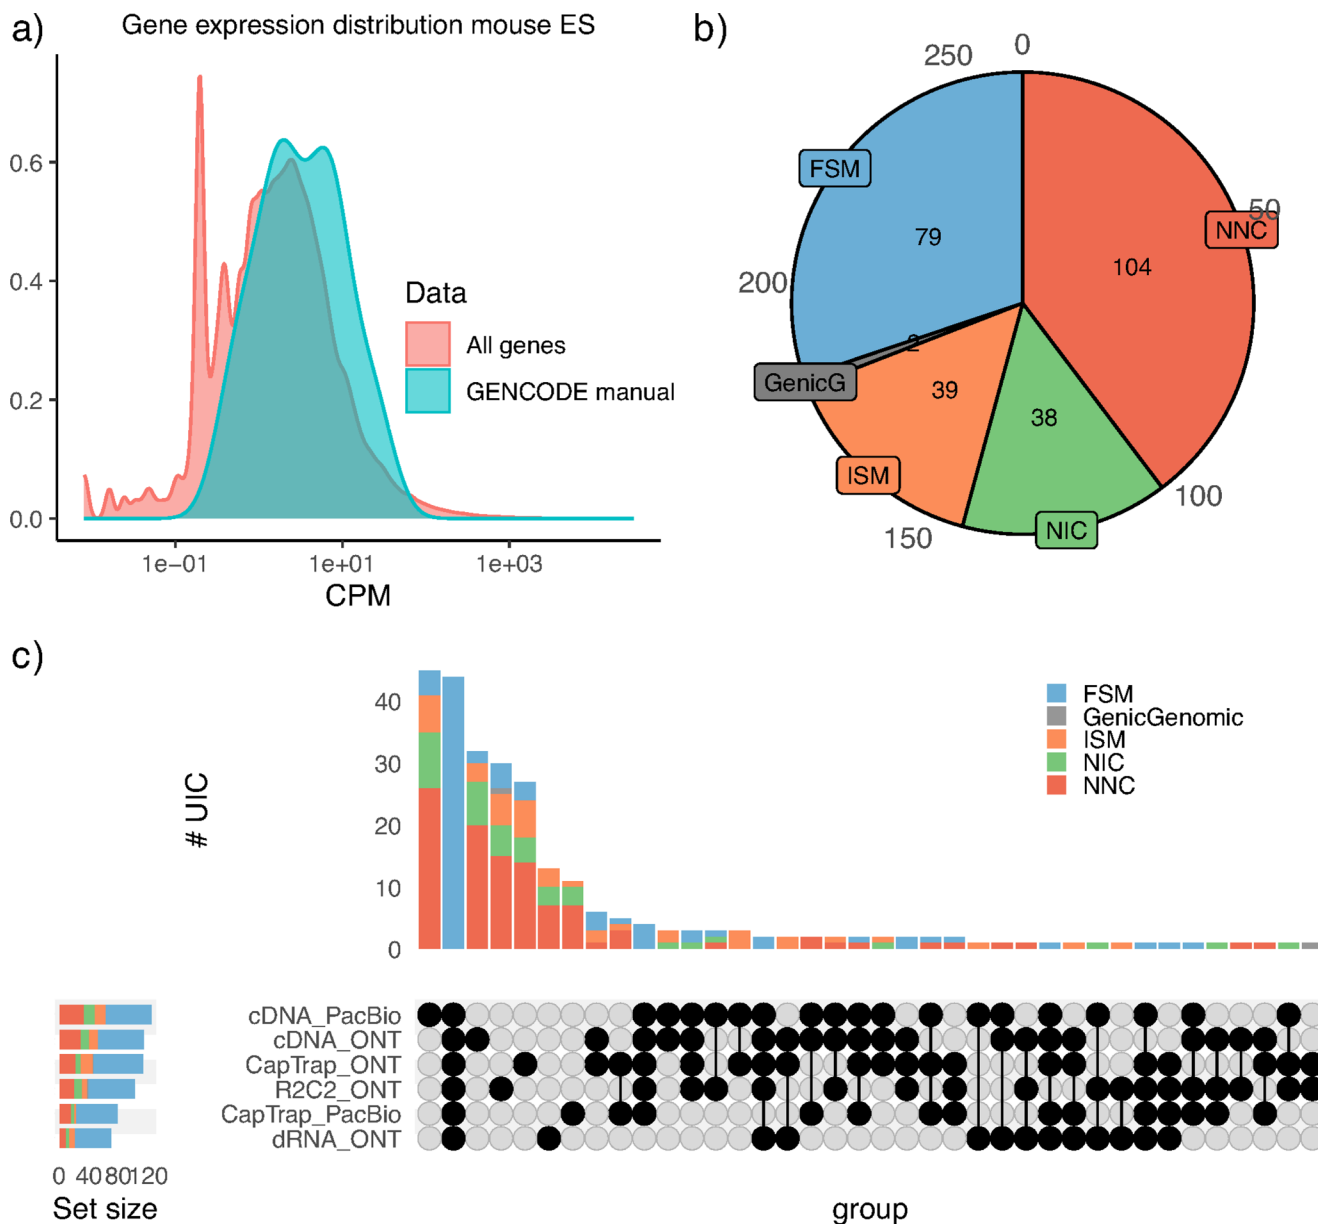 a)
Gene expression distribution mouse ES
0.6
0.4
0.2
0.0
1e−01
1e+01
1e+03
CPM
Data
All genes
GENCODE manual
b)
0
250
50
200
100
150
FSM
79
NNC
104
GenicG
2
ISM
39
NIC
38
c)
# UIC
40
30
20
10
0
FSM
GenicGenomic
ISM
NIC
NNC
cDNA_PacBio
cDNA_ONT
CapTrap_ONT
R2C2_ONT
CapTrap_PacBio
dRNA_ONT
0 40 80 120
Set size
group